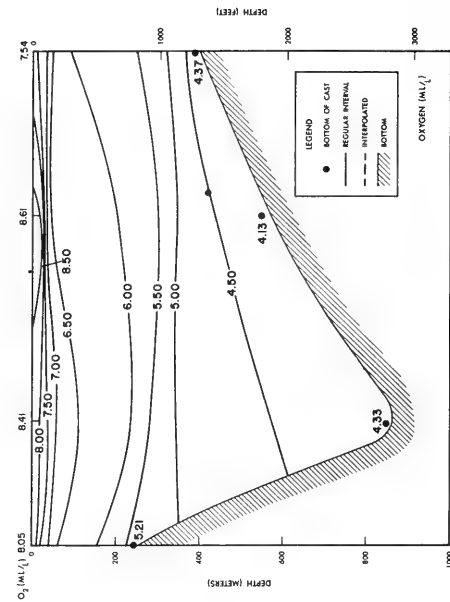 DEPTH (FEET)
0 1000 2000 3000
O₂ (ML/L) 8.05 8.41 8.61 7.54
8.00
7.50
7.00
6.50
8.50
6.00
5.50
5.00
4.50
5.21
4.33
4.13
4.37
LEGEND
BOTTOM OF CAST
REGULAR INTERVAL
INTERPOLATED
BOTTOM
OXYGEN (ML/L)
0 200 400 600 800 1000
DEPTH (METERS)